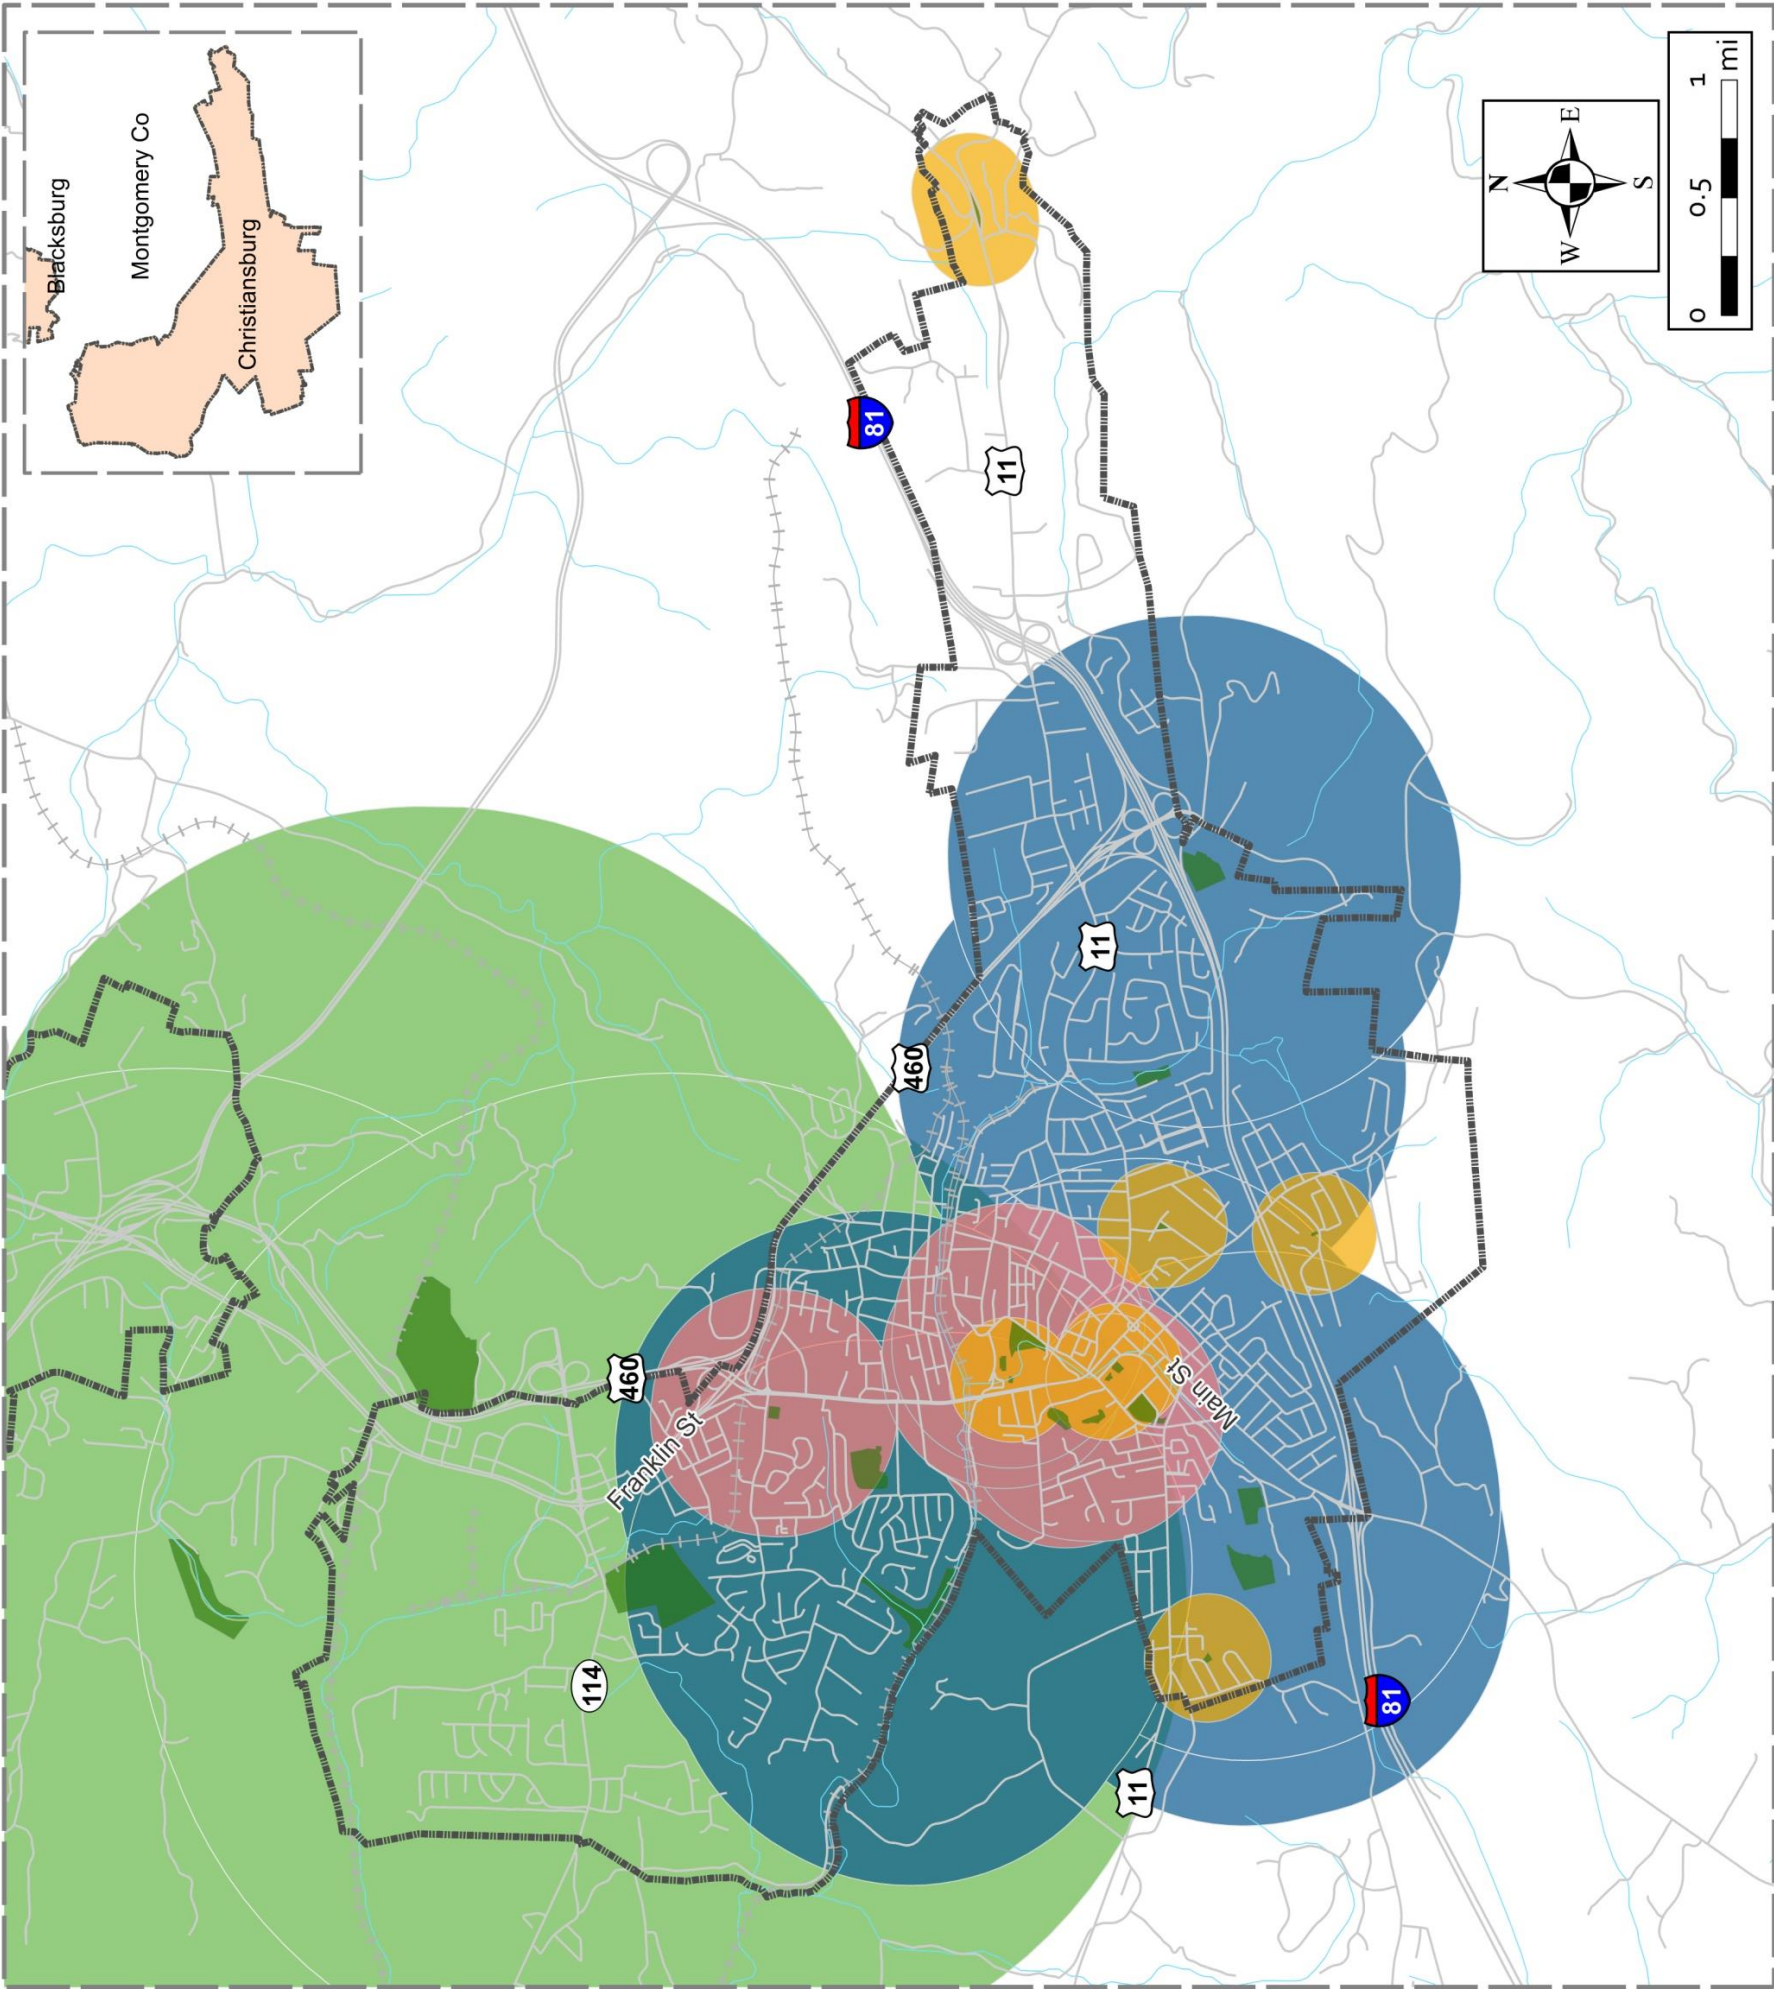 Blacksburg
Montgomery Co
Christiansburg
81
11
N
W E
S
0 0.5 1 mi
11
460
460
Franklin St
Main St
114
11
81